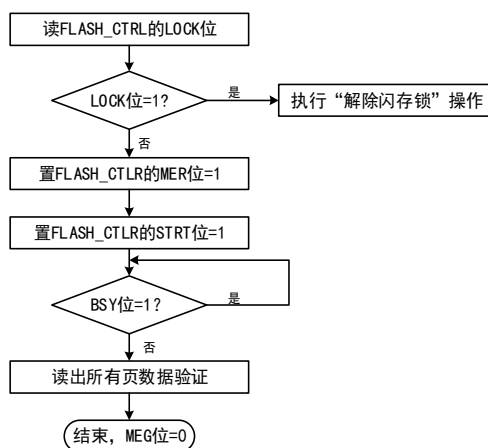 读FLASH_CTRL的LOCK位
LOCK位=1?
是
执行“解除闪存锁”操作
否
置FLASH_CTLR的MER位=1
置FLASH_CTLR的STRT位=1
BSY位=1?
是
否
读出所有页数据验证
结束，MEG位=0